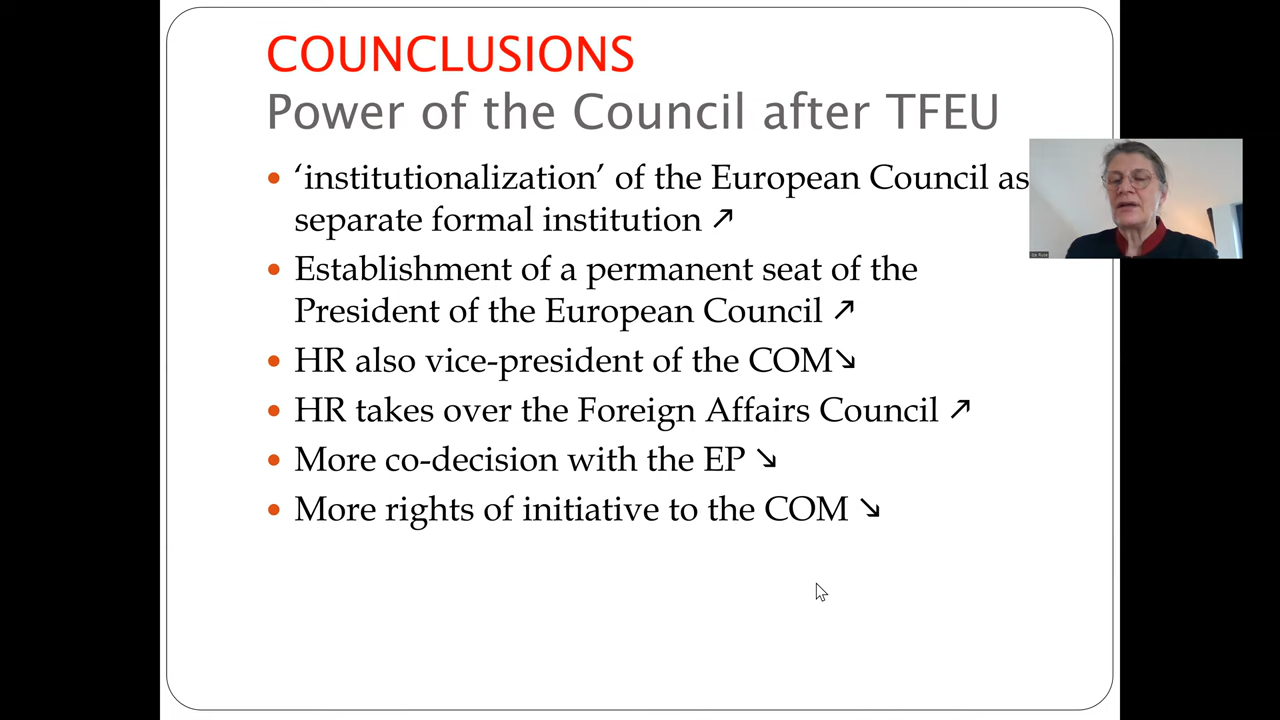 COUNCLUSIONS
Power of the Council after TFEU
• ‘institutionalization’ of the European Council as
separate formal institution ↗
• Establishment of a permanent seat of the
President of the European Council ↗
• HR also vice-president of the COM↘
• HR takes over the Foreign Affairs Council ↗
• More co-decision with the EP ↘
• More rights of initiative to the COM ↘